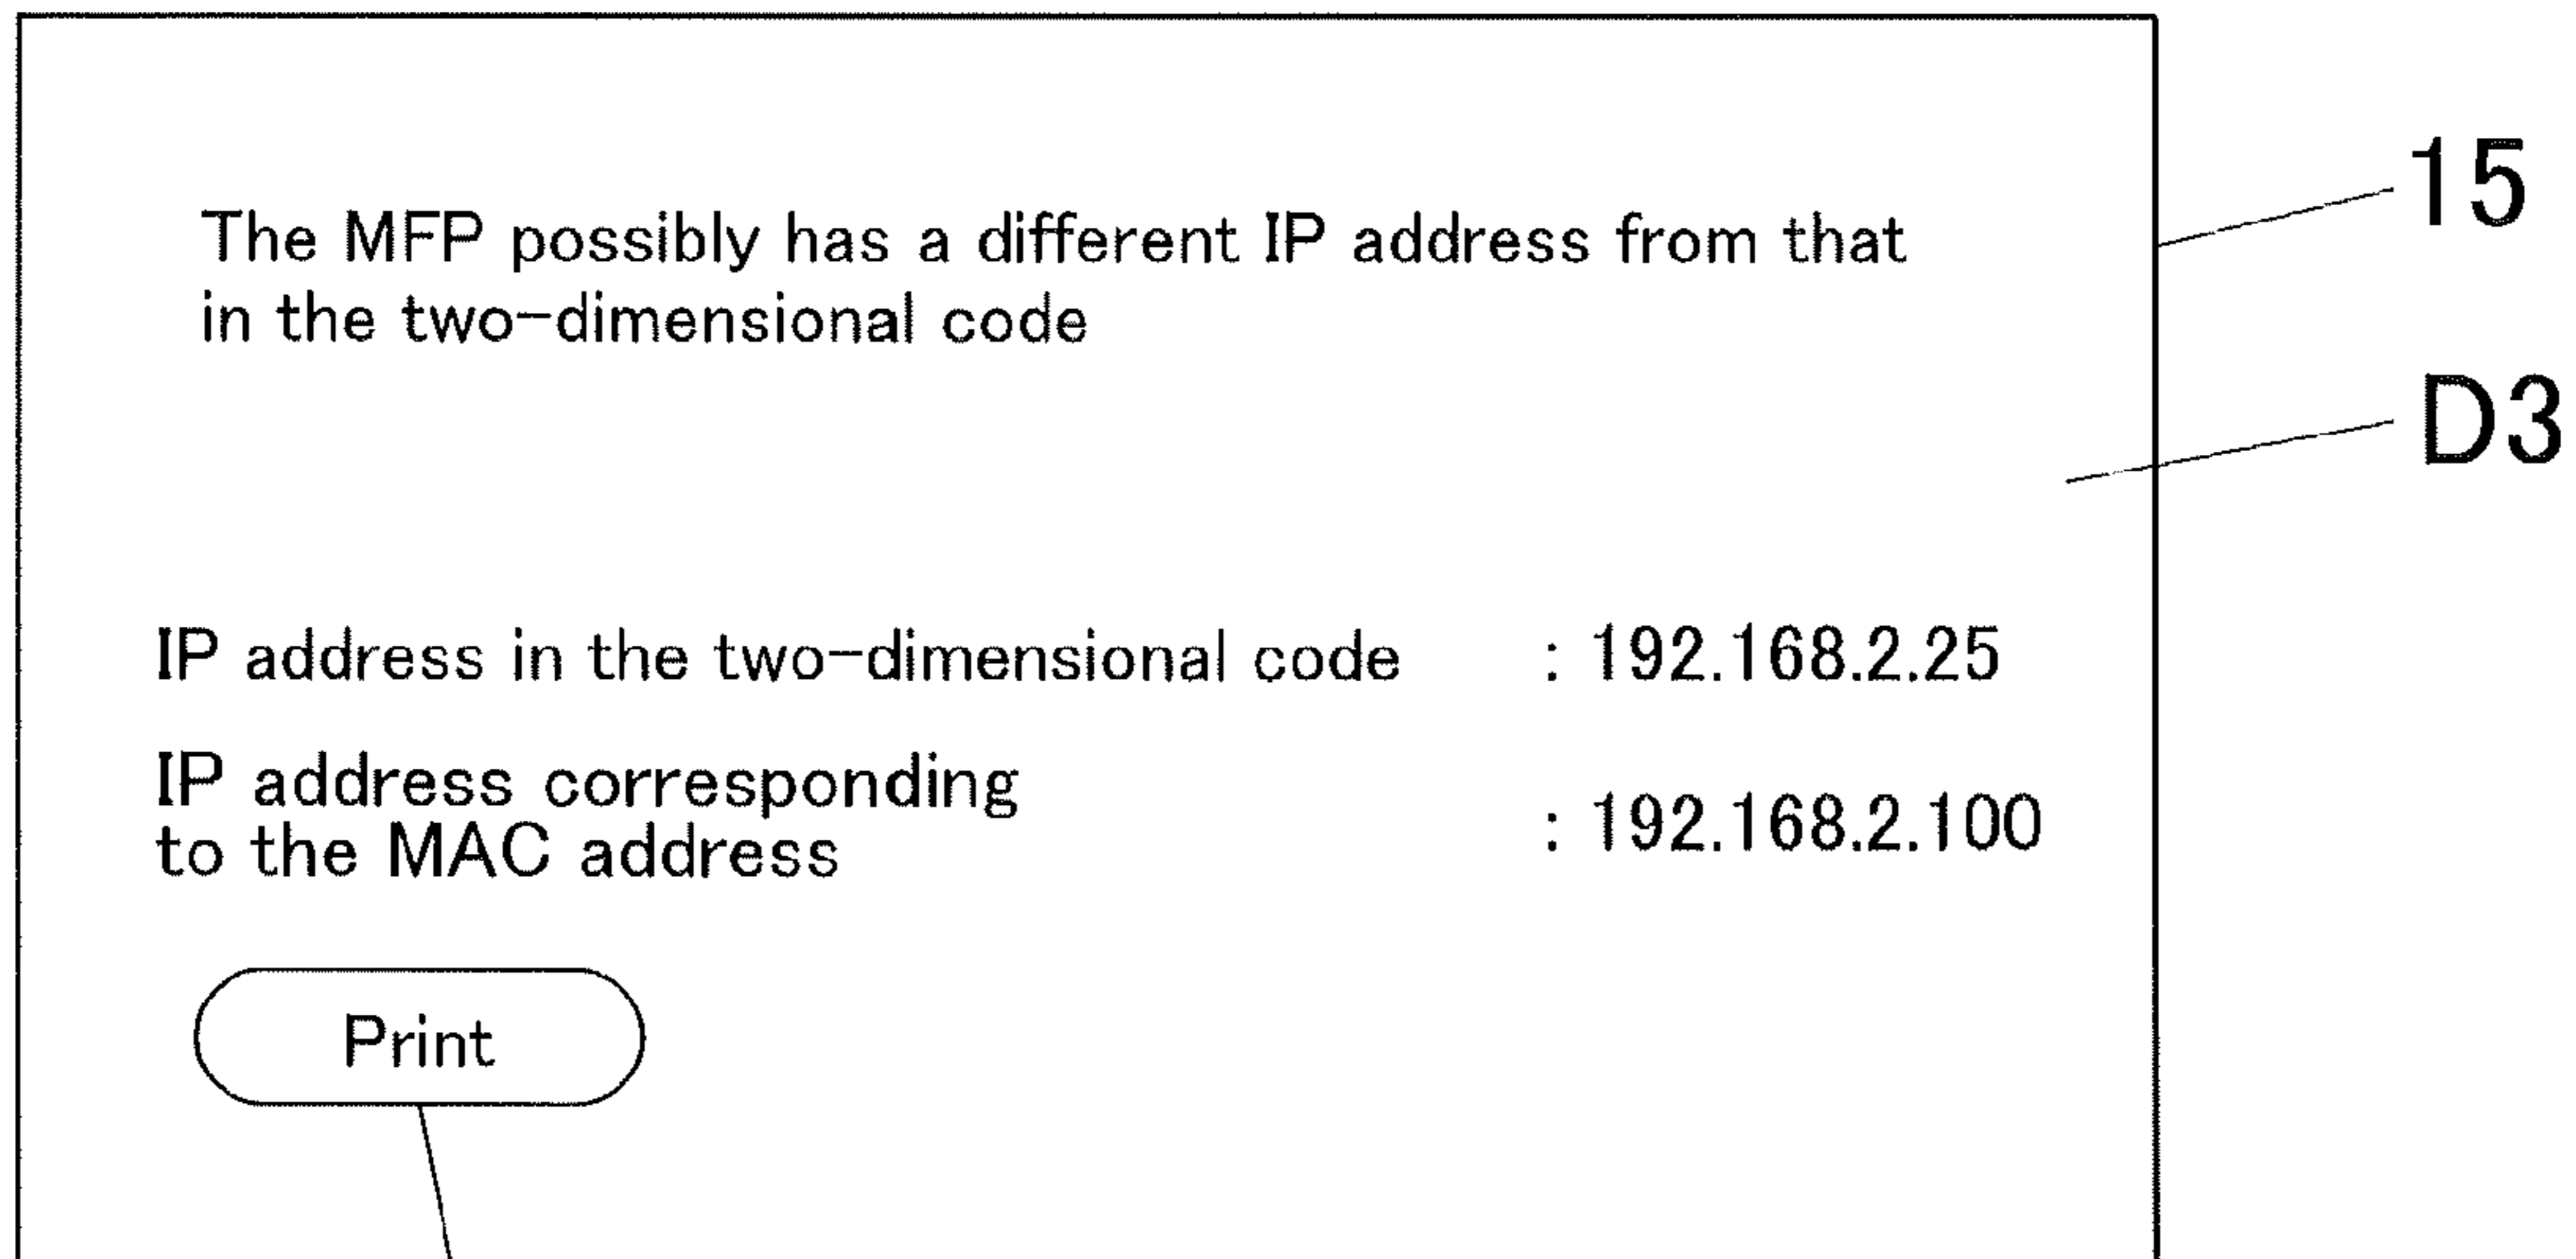 The MFP possibly has a different IP address from that
in the two-dimensional code
15
D3
IP address in the two-dimensional code : 192.168.2.25
IP address corresponding
to the MAC address : 192.168.2.100
Print